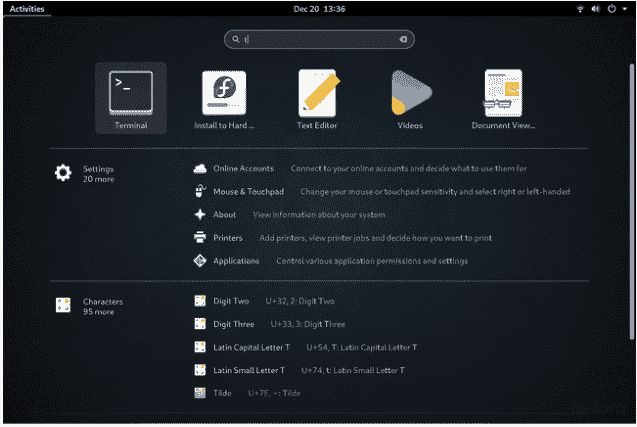 Activities
Dec 20 13:36
t
Terminal
Install to Hard ...
Text Editor
Videos
Document View...
Settings
20 more
Online Accounts Connect to your online accounts and decide what to use them for
Mouse & Touchpad Change your mouse or touchpad sensitivity and select right or left-handed
About View information about your system
Printers Add printers, view printer jobs and decide how you want to print
Applications Control various application permissions and settings
Characters
95 more
Digit Two U+32, 2: Digit Two
Digit Three U+33, 3: Digit Three
Latin Capital Letter T U+54, T: Latin Capital Letter T
Latin Small Letter T U+74, t: Latin Small Letter T
Tilde U+7E, ~: Tilde